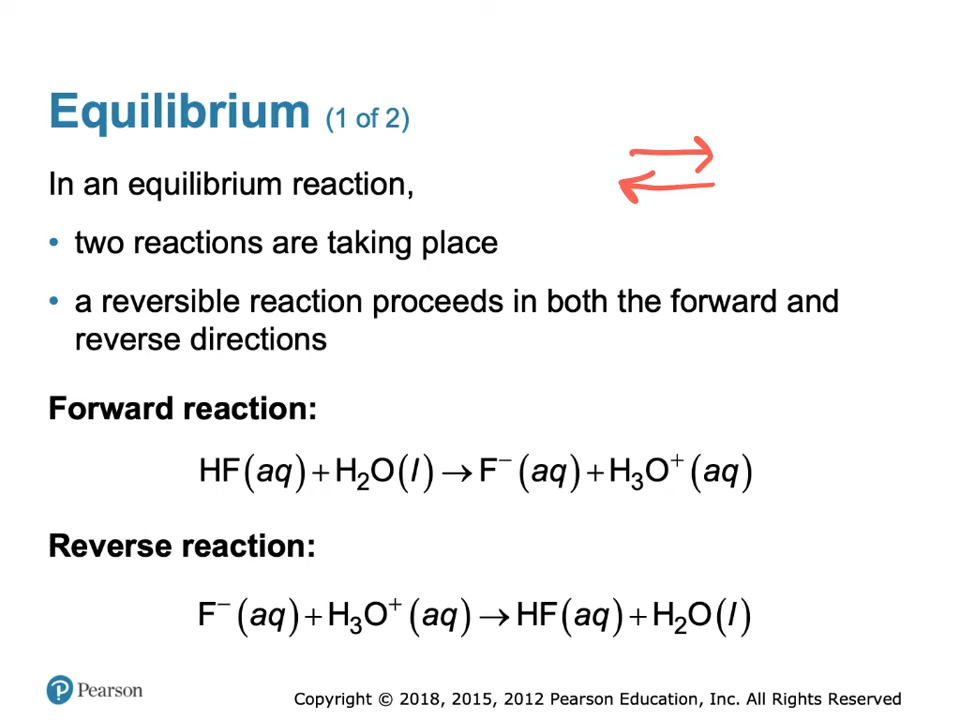 Equilibrium (1 of 2)
In an equilibrium reaction,
• two reactions are taking place
• a reversible reaction proceeds in both the forward and
reverse directions
Forward reaction:
HF(aq) + H₂O(l) → F⁻(aq) + H₃O⁺(aq)
Reverse reaction:
F⁻(aq) + H₃O⁺(aq) → HF(aq) + H₂O(l)
P Pearson
Copyright © 2018, 2015, 2012 Pearson Education, Inc. All Rights Reserved